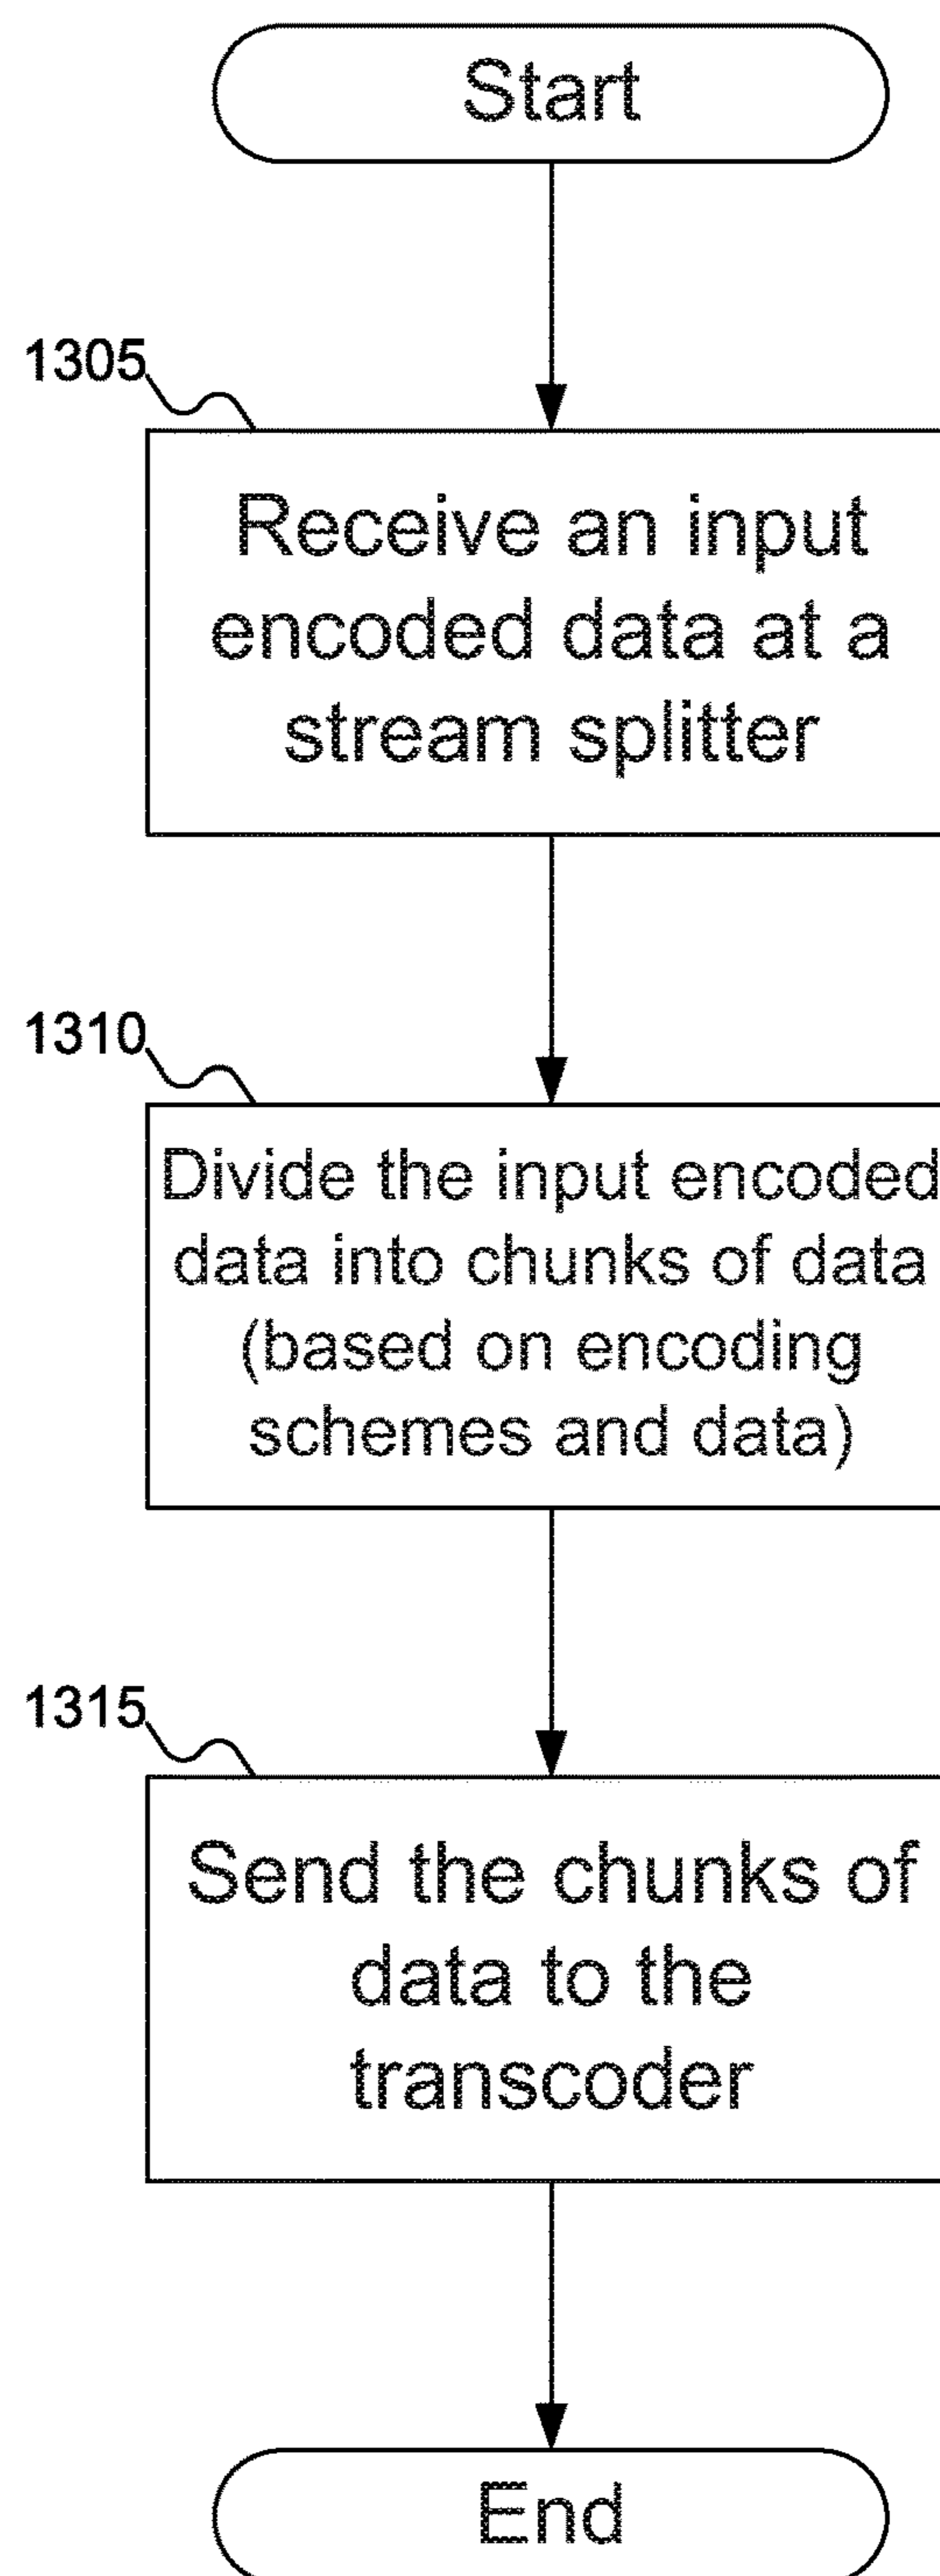 Start
1305
Receive an input
encoded data at a
stream splitter
1310
Divide the input encoded
data into chunks of data
(based on encoding
schemes and data)
1315
Send the chunks of
data to the
transcoder
End